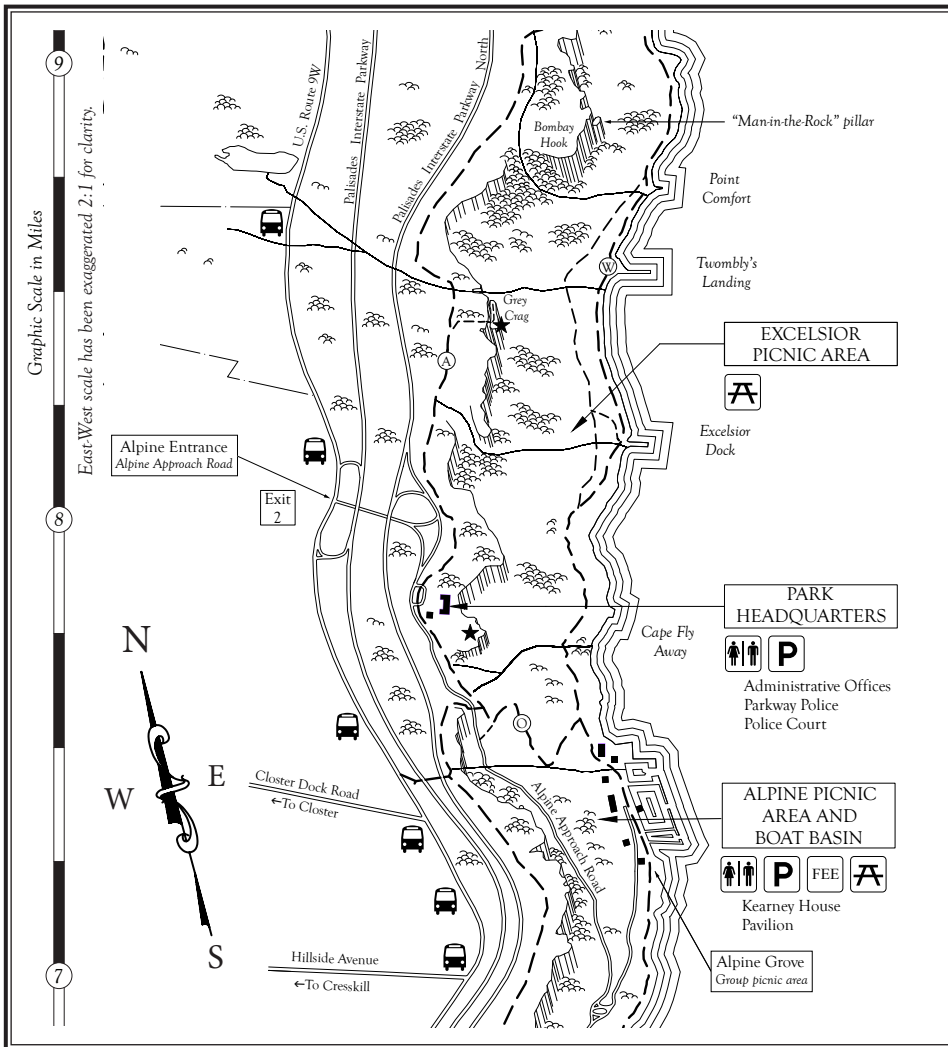 9
Graphic Scale in Miles
East-West scale has been exaggerated 2:1 for clarity.
8
7
U.S. Route 9W
Palisades Interstate Parkway
Palisades Interstate Parkway North
Bombay
Hook
“Man-in-the-Rock” pillar
Point
Comfort
W
Twombly's
Landing
Grey
Crag
A
EXCELSIOR
PICNIC AREA
Excelsior
Dock
Alpine Entrance
Alpine Approach Road
Exit
2
PARK
HEADQUARTERS
Cape Fly
Away
P
Administrative Offices
Parkway Police
Police Court
N
W
E
S
O
Closter Dock Road
←To Closter
Alpine Approach Road
ALPINE PICNIC
AREA AND
BOAT BASIN
P
FEE
Kearney House
Pavilion
Hillside Avenue
←To Cresskill
Alpine Grove
Group picnic area